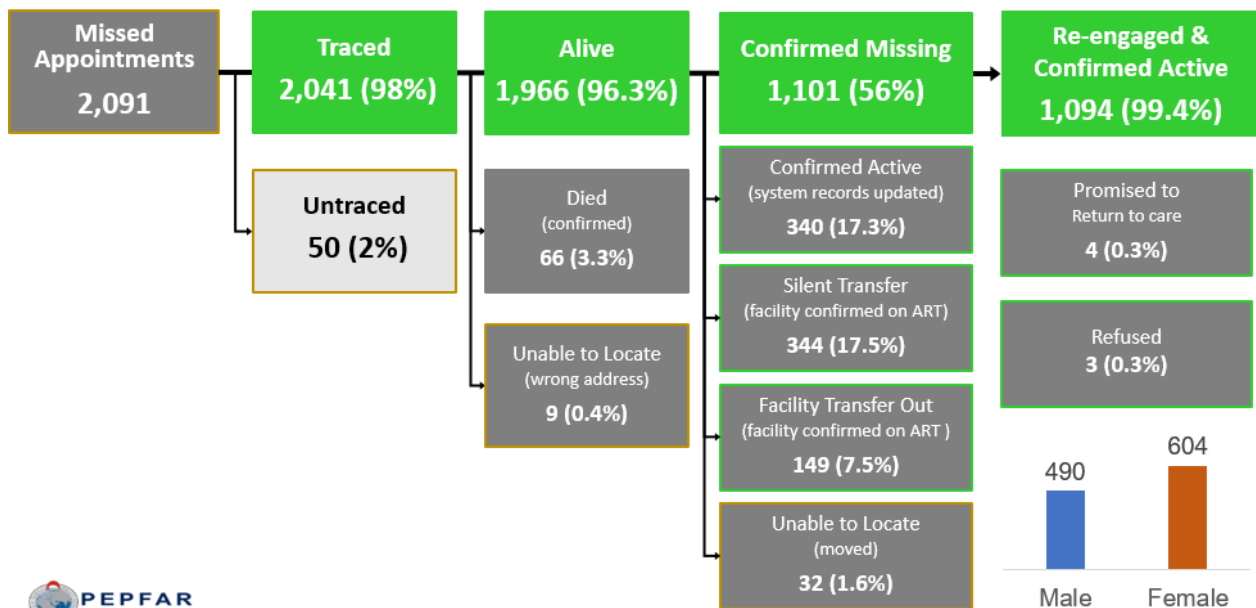 Missed
Appointments
2,091
Traced
2,041 (98%)
Untraced
50 (2%)
Alive
1,966 (96.3%)
Died
(confirmed)
66 (3.3%)
Unable to Locate
(wrong address)
9 (0.4%)
Confirmed Missing
1,101 (56%)
Confirmed Active
(system records updated)
340 (17.3%)
Silent Transfer
(facility confirmed on ART)
344 (17.5%)
Facility Transfer Out
(facility confirmed on ART )
149 (7.5%)
Unable to Locate
(moved)
32 (1.6%)
Re-engaged &
Confirmed Active
1,094 (99.4%)
Promised to
Return to care
4 (0.3%)
Refused
3 (0.3%)
490
604
Male
Female
PEPFAR